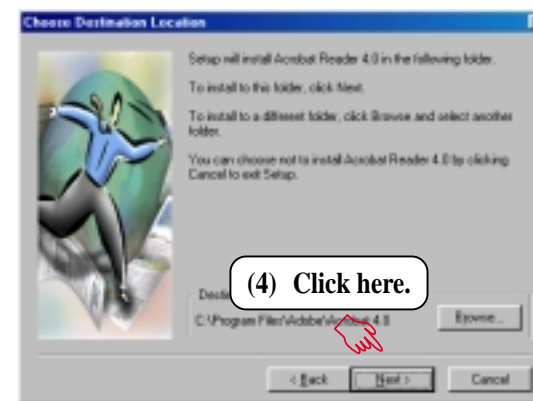 Choose Destination Location
Setup will install Acrobat Reader 4.0 in the following folder.
To install to this folder, click Next.
To install to a different folder, click Browse and select another
folder.
You can choose not to install Acrobat Reader 4.0 by clicking
Cancel to exit Setup.
(4) Click here.
C:\Program Files\Adobe\Acrobat 4.0
Browse...
< Back
Next >
Cancel